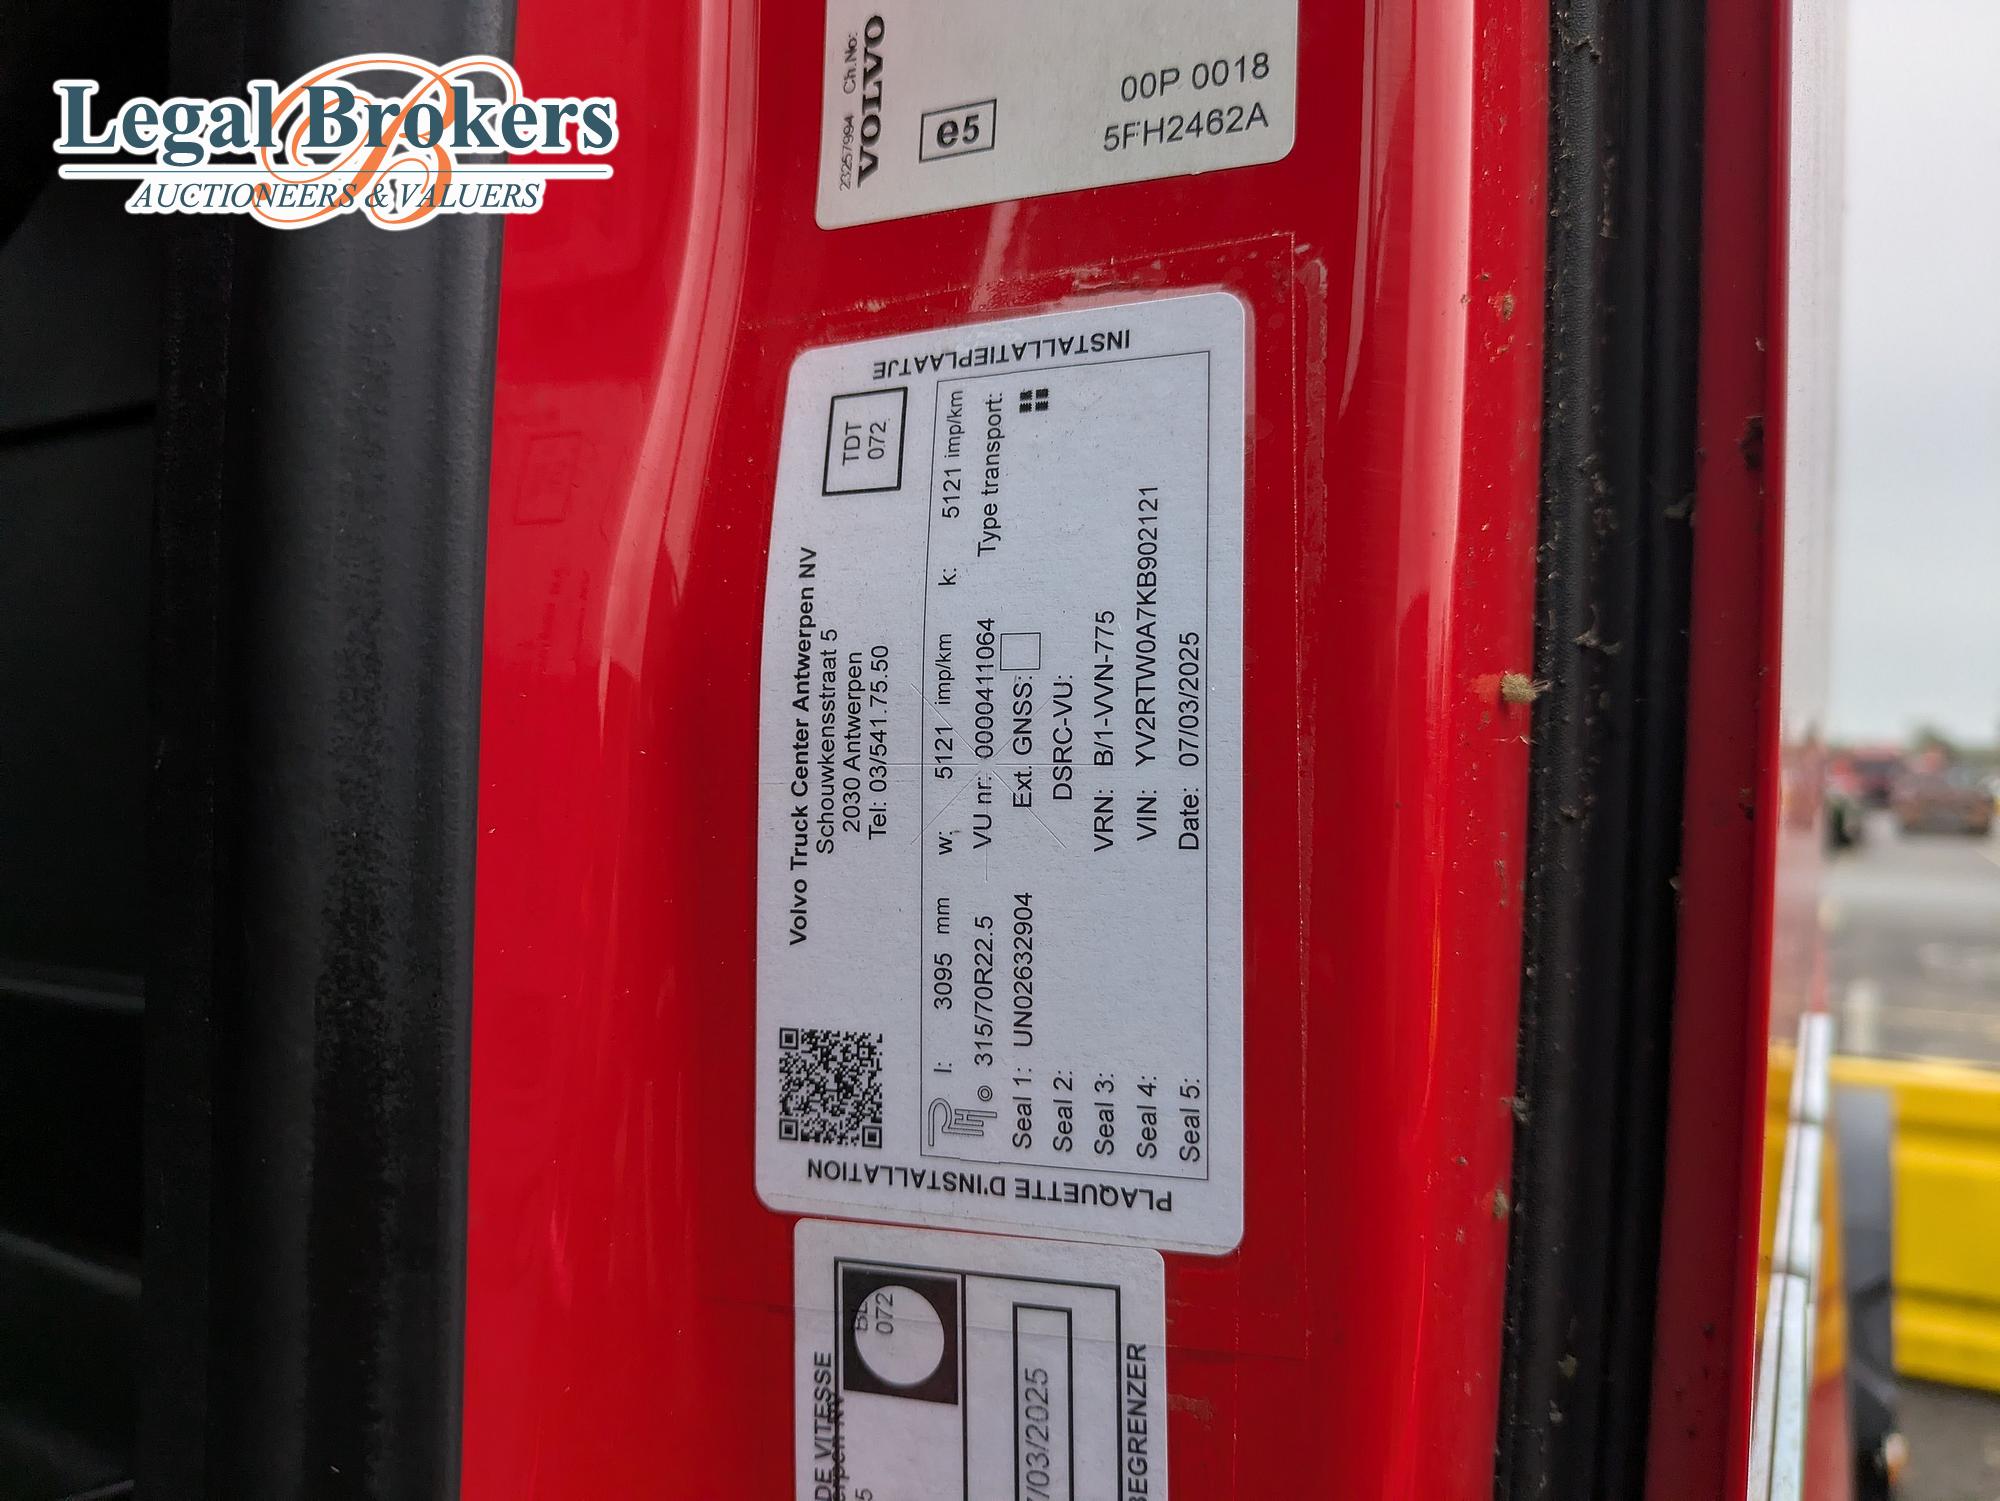 Legal Brokers
AUCTIONEERS & VALUERS
23257994 Ch.No:
VOLVO
e5
00P 0018
5FH2462A
INSTALLATIEPLAATJE
Volvo Truck Center Antwerpen NV
Schouwkensstraat 5
2030 Antwerpen
Tel: 03/541.75.50
TDT
072
l: 3095 mm w: 5121 imp/km k: 5121 imp/km
315/70R22.5 VU nr: 0000411064 Type transport:
Seal 1: UN02632904 Ext. GNSS:
Seal 2: DSRC-VU:
Seal 3: VRN: B/1-VVN-775
Seal 4: VIN: YV2RTW0A7KB902121
Seal 5: Date: 07/03/2025
PLAQUETTE D'INSTALLATION
DE VITESSE
072
/03/2025
BEGRENZER